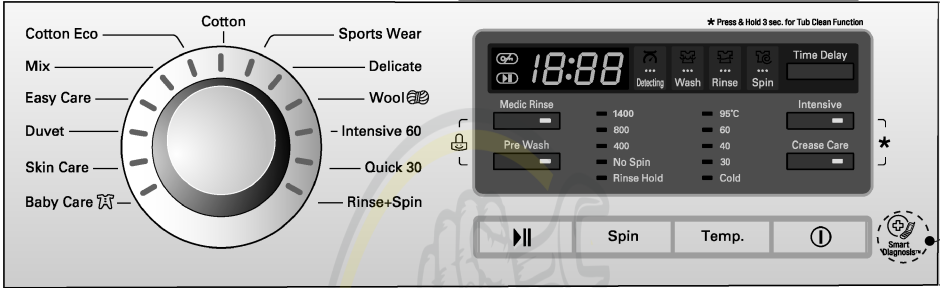 Cotton
Cotton Eco
Mix
Easy Care
Duvet
Skin Care
Baby Care
Sports Wear
Delicate
Wool
Intensive 60
Quick 30
Rinse+Spin
* Press & Hold 3 sec. for Tub Clean Function
18:88
Detecting
Wash
Rinse
Spin
Time Delay
Medic Rinse
Pre Wash
1400
800
400
No Spin
Rinse Hold
95°C
60
40
30
Cold
Intensive
Crease Care
*
Spin
Temp.
Smart
Diagnosis™